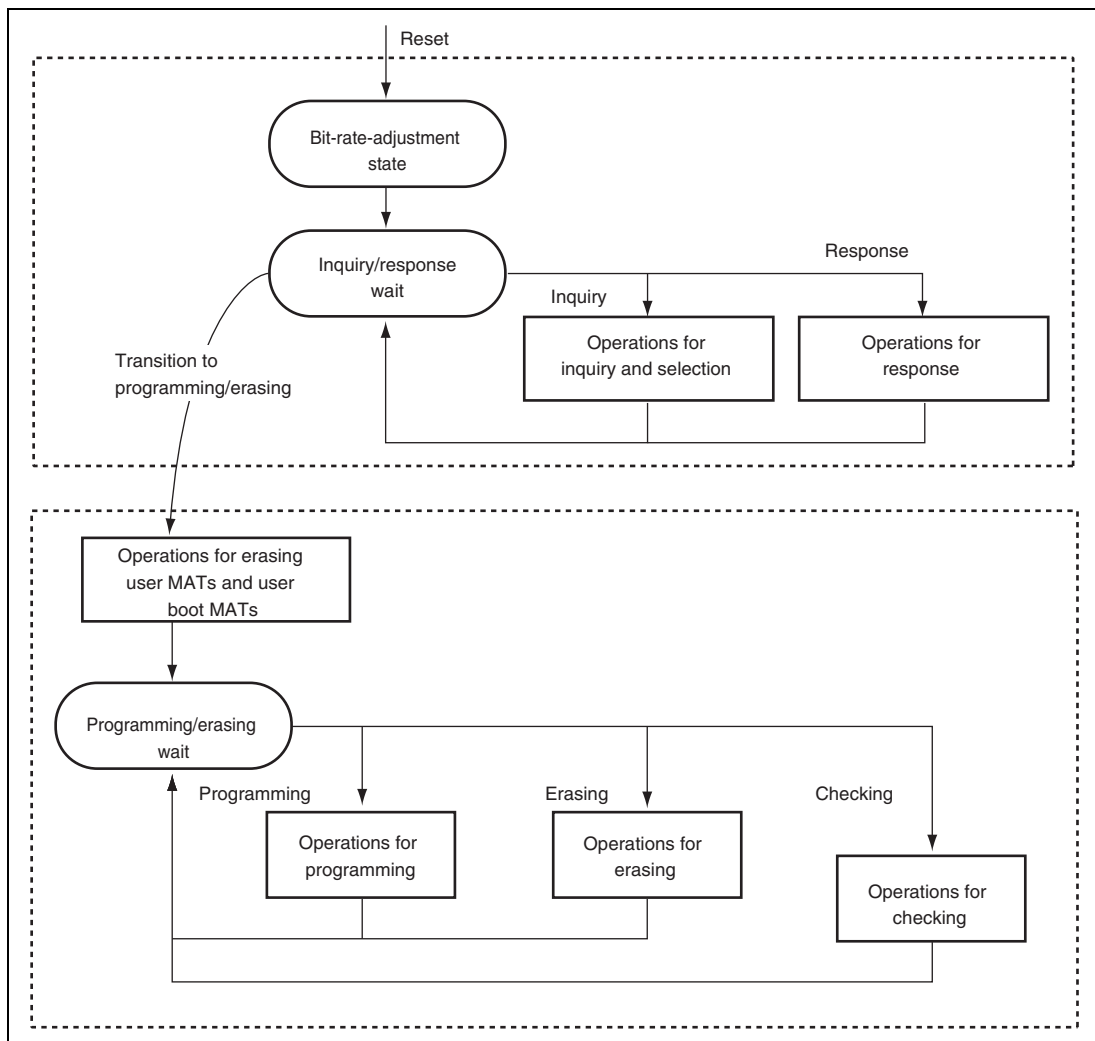 Reset
Bit-rate-adjustment
state
Inquiry/response
wait
Response
Inquiry
Operations for
inquiry and selection
Operations for
response
Transition to
programming/erasing
Operations for erasing
user MATs and user
boot MATs
Programming/erasing
wait
Programming
Erasing
Checking
Operations for
programming
Operations for
erasing
Operations for
checking